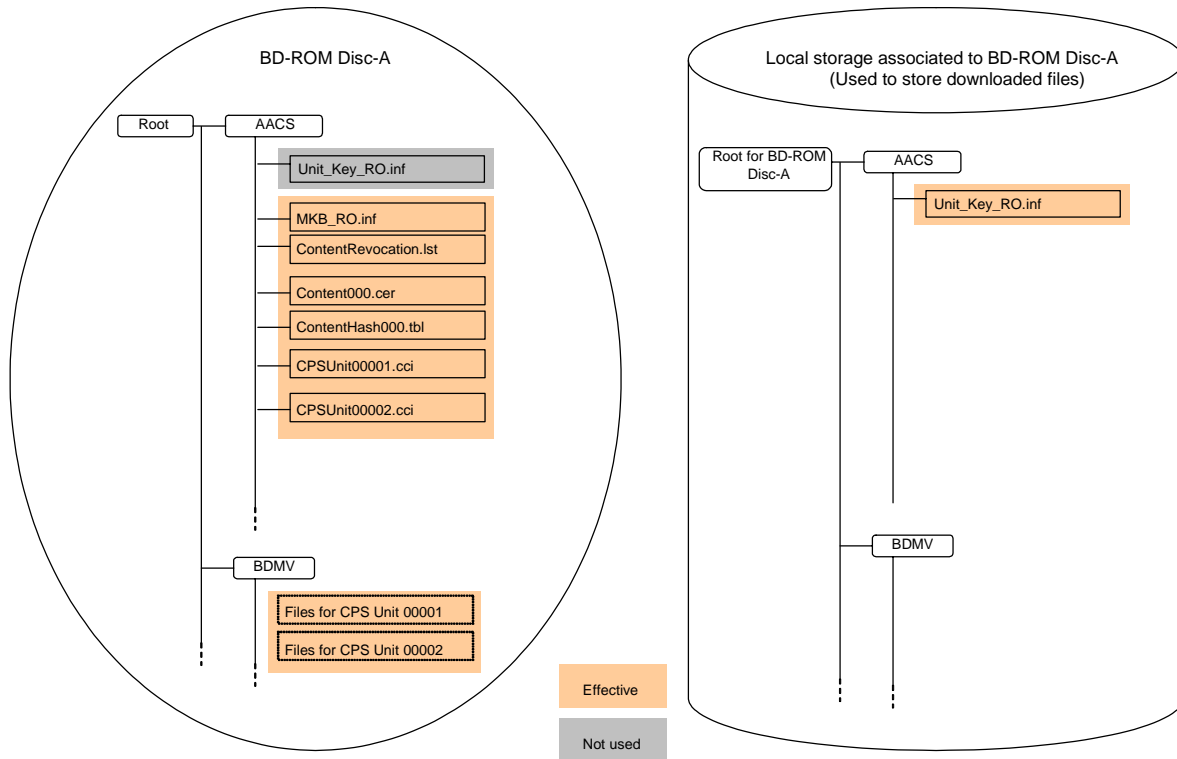 BD-ROM Disc-A
Root
AACS
Unit_Key_RO.inf
MKB_RO.inf
ContentRevocation.lst
Content000.cer
ContentHash000.tbl
CPSUnit00001.cci
CPSUnit00002.cci
BDMV
Files for CPS Unit 00001
Files for CPS Unit 00002
Effective
Not used
Local storage associated to BD-ROM Disc-A
(Used to store downloaded files)
Root for BD-ROM
Disc-A
AACS
Unit_Key_RO.inf
BDMV